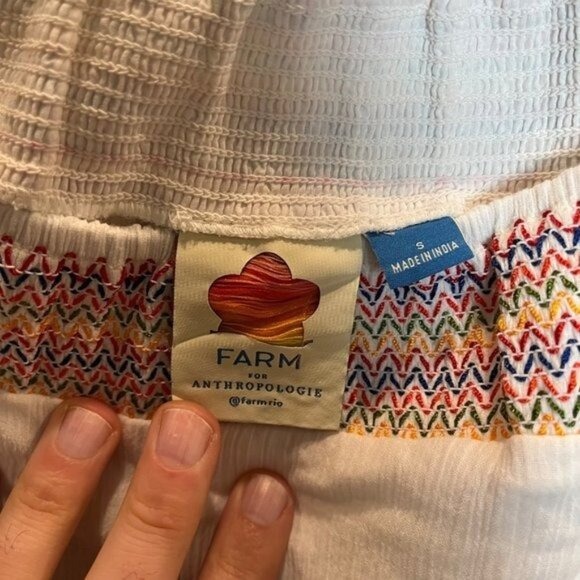 FARM
FOR
ANTHROPOLOGIE
@farmrio
S
MADE IN INDIA